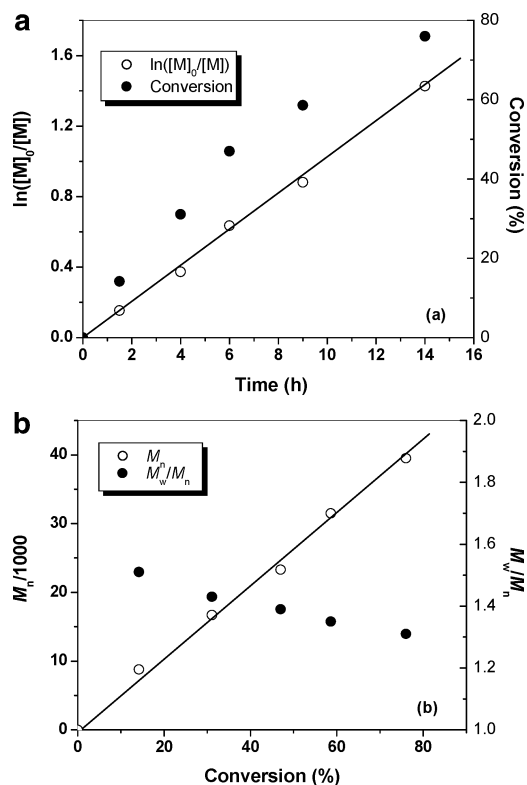 a
1.6
1.2
0.8
0.4
0.0
80
60
40
20
0
ln([M]0/[M])
Conversion
ln([M]0/[M])
Conversion (%)
(a)
0 2 4 6 8 10 12 14 16
Time (h)
b
40
30
20
10
0
2.0
1.8
1.6
1.4
1.2
1.0
Mn
Mw/Mn
Mn/1000
Mw/Mn
(b)
0 20 40 60 80
Conversion (%)